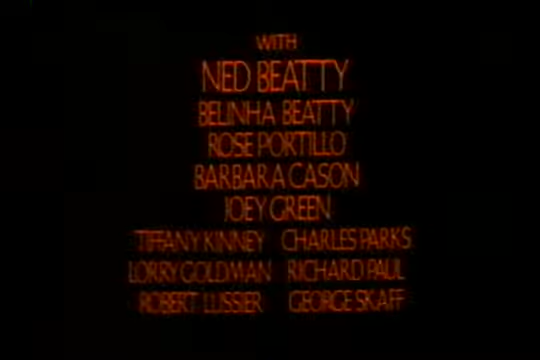 WITH
NED BEATTY
BELINHA BEATTY
ROSE PORTILLO
BARBARA CASON
JOEY GREEN
TIFFANY KINNEY CHARLES PARKS
LORRY GOLDMAN RICHARD PAUL
ROBERT LUSSIER GEORGE SKAFF